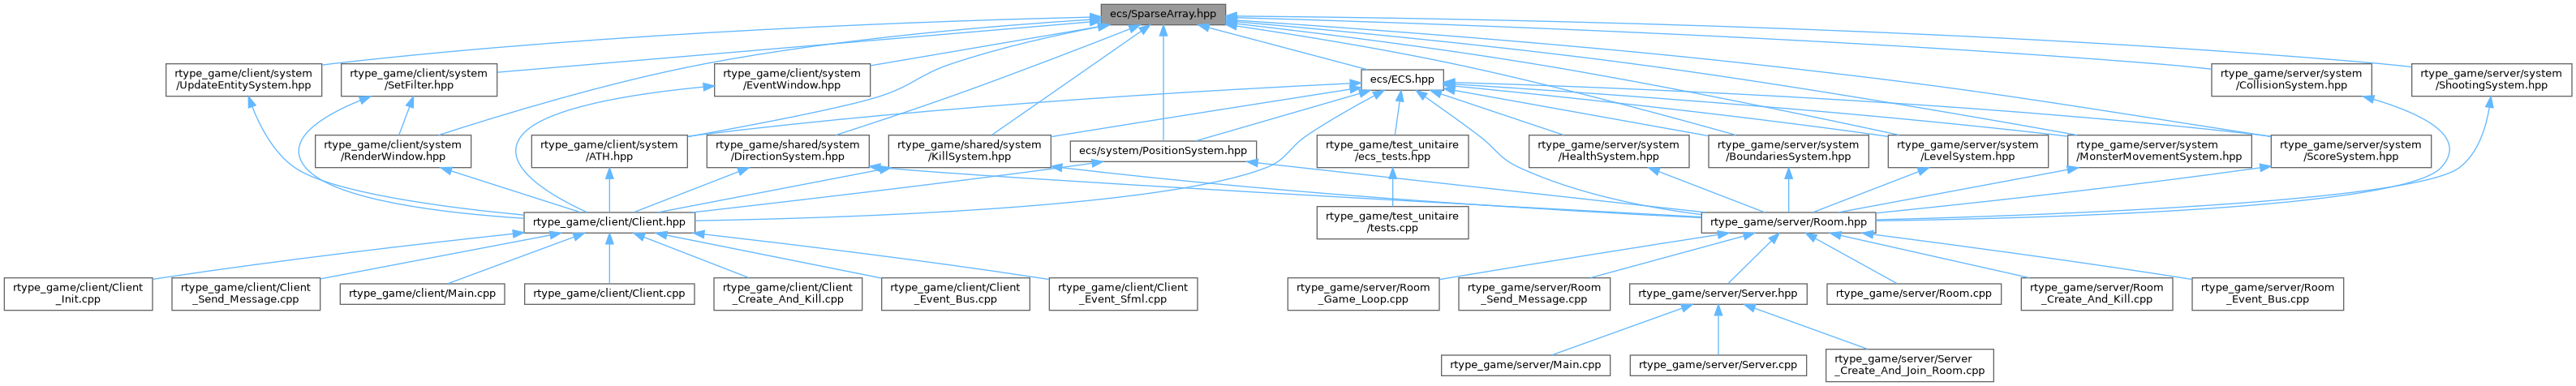 ecs/SparseArray.hpp
rtype_game/client/system
/UpdateEntitySystem.hpp
rtype_game/client/system
/SetFilter.hpp
rtype_game/client/system
/EventWindow.hpp
ecs/ECS.hpp
rtype_game/server/system
/CollisionSystem.hpp
rtype_game/server/system
/ShootingSystem.hpp
rtype_game/client/system
/RenderWindow.hpp
rtype_game/client/system
/ATH.hpp
rtype_game/shared/system
/DirectionSystem.hpp
rtype_game/shared/system
/KillSystem.hpp
ecs/system/PositionSystem.hpp
rtype_game/test_unitaire
/ecs_tests.hpp
rtype_game/server/system
/HealthSystem.hpp
rtype_game/server/system
/BoundariesSystem.hpp
rtype_game/server/system
/LevelSystem.hpp
rtype_game/server/system
/MonsterMovementSystem.hpp
rtype_game/server/system
/ScoreSystem.hpp
rtype_game/client/Client.hpp
rtype_game/test_unitaire
/tests.cpp
rtype_game/server/Room.hpp
rtype_game/client/Client
_Init.cpp
rtype_game/client/Client
_Send_Message.cpp
rtype_game/client/Main.cpp
rtype_game/client/Client.cpp
rtype_game/client/Client
_Create_And_Kill.cpp
rtype_game/client/Client
_Event_Bus.cpp
rtype_game/client/Client
_Event_Sfml.cpp
rtype_game/server/Room
_Game_Loop.cpp
rtype_game/server/Room
_Send_Message.cpp
rtype_game/server/Server.hpp
rtype_game/server/Room.cpp
rtype_game/server/Room
_Create_And_Kill.cpp
rtype_game/server/Room
_Event_Bus.cpp
rtype_game/server/Main.cpp
rtype_game/server/Server.cpp
rtype_game/server/Server
_Create_And_Join_Room.cpp